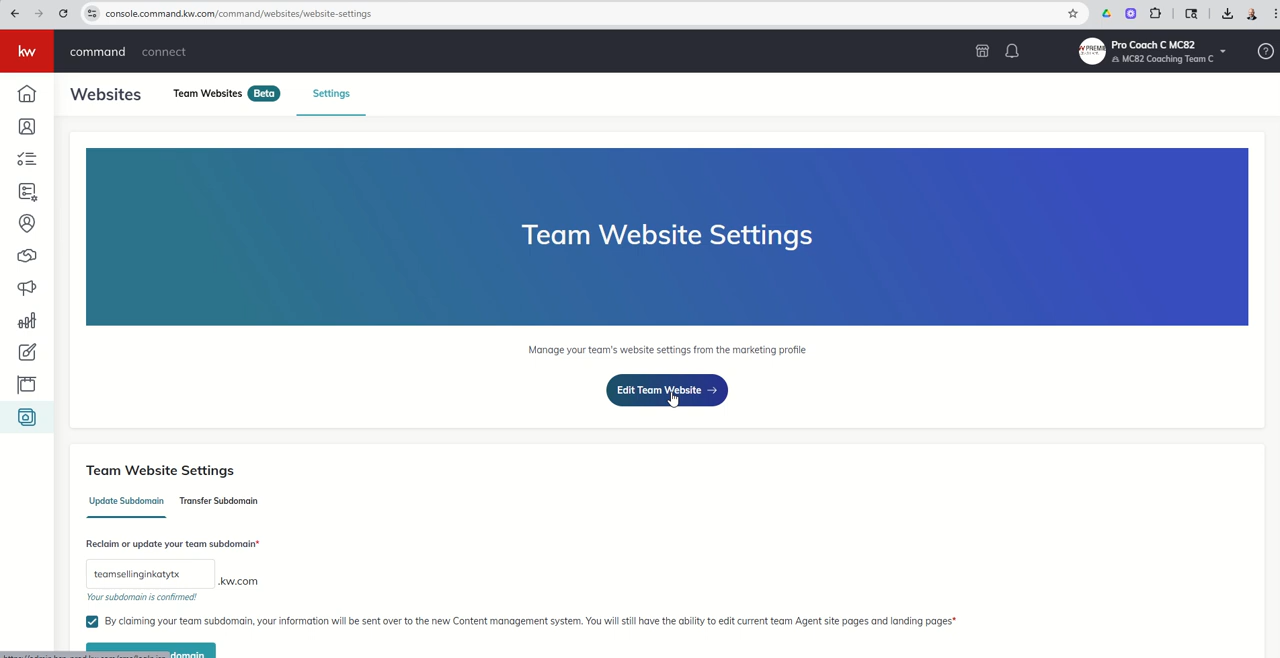 console.command.kw.com/command/websites/website-settings
kw
command
connect
Pro Coach C MC82
MC82 Coaching Team C
Websites
Team Websites Beta
Settings
Team Website Settings
Manage your team's website settings from the marketing profile
Edit Team Website →
Team Website Settings
Update Subdomain
Transfer Subdomain
Reclaim or update your team subdomain*
teamsellinginkatytx
.kw.com
Your subdomain is confirmed!
By claiming your team subdomain, your information will be sent over to the new Content management system. You will still have the ability to edit current team Agent site pages and landing pages*